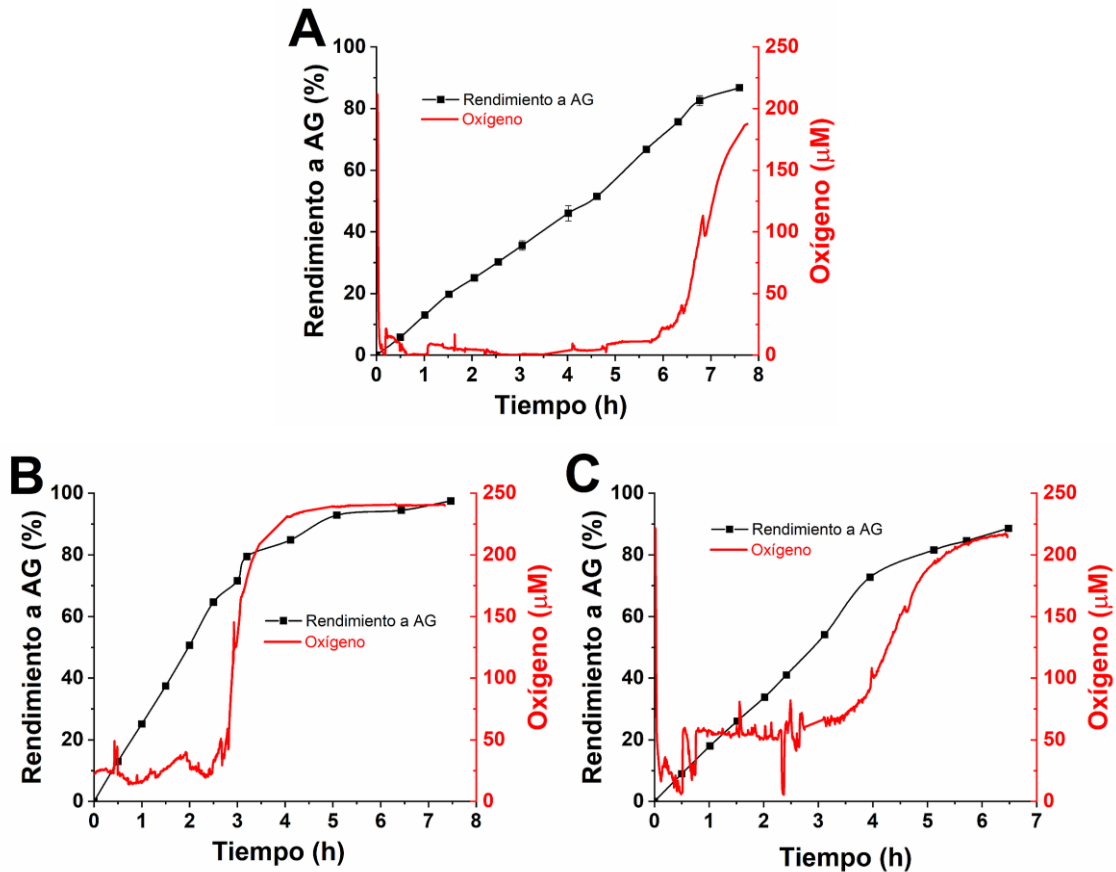 A
Rendimiento a AG (%)
100
80
60
40
20
0
Rendimiento a AG
Oxígeno
250
200
150
100
50
0
Oxígeno (µM)
0 1 2 3 4 5 6 7 8
Tiempo (h)
B
Rendimiento a AG (%)
100
80
60
40
20
0
Rendimiento a AG
Oxígeno
250
200
150
100
50
0
Oxígeno (µM)
0 1 2 3 4 5 6 7 8
Tiempo (h)
C
Rendimiento a AG (%)
100
80
60
40
20
0
Rendimiento a AG
Oxígeno
250
200
150
100
50
0
Oxígeno (µM)
0 1 2 3 4 5 6 7
Tiempo (h)